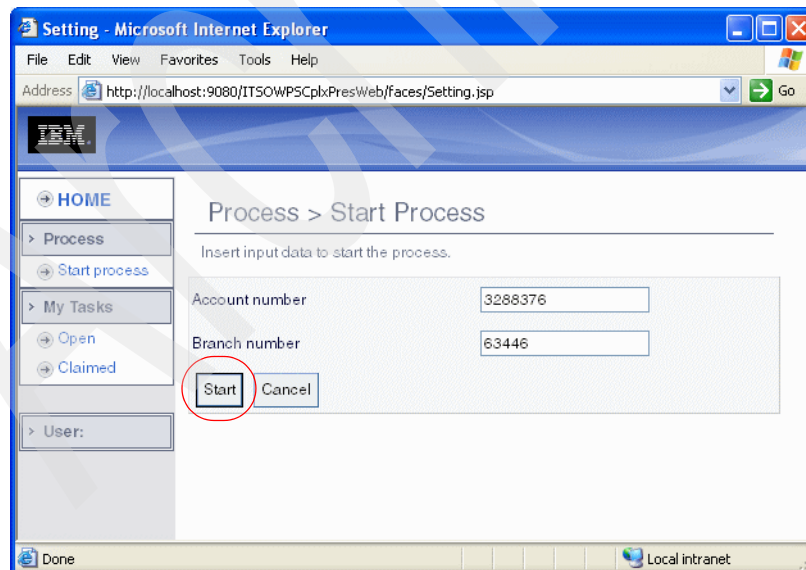 Setting - Microsoft Internet Explorer
File Edit View Favorites Tools Help
Address http://localhost:9080/ITSOWPSCplxPresWeb/faces/Setting.jsp Go
IBM.
HOME
> Process
Start process
> My Tasks
Open
Claimed
> User:
Process > Start Process
Insert input data to start the process.
Account number 3288376
Branch number 63446
Start Cancel
Done Local intranet